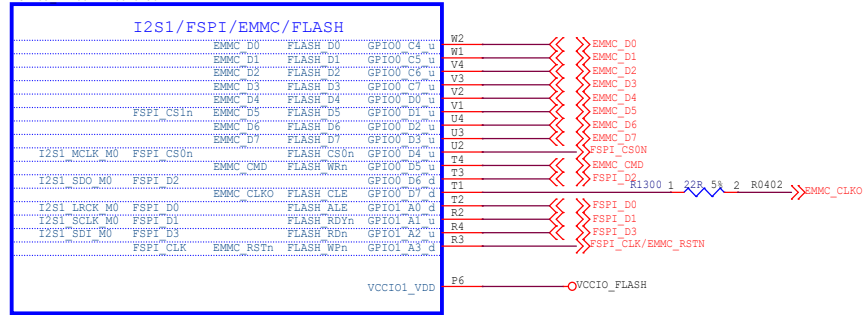 I2S1/FSPI/EMMC/FLASH
EMMC_D0 FLASH_D0 GPIO0_C4_u W2 EMMC_D0
EMMC_D1 FLASH_D1 GPIO0_C5_u W1 EMMC_D1
EMMC_D2 FLASH_D2 GPIO0_C6_u V4 EMMC_D2
EMMC_D3 FLASH_D3 GPIO0_C7_u V3 EMMC_D3
EMMC_D4 FLASH_D4 GPIO0_D0_u V2 EMMC_D4
FSPI_CS1n EMMC_D5 FLASH_D5 GPIO0_D1_u V1 EMMC_D5
EMMC_D6 FLASH_D6 GPIO0_D2_u U4 EMMC_D6
EMMC_D7 FLASH_D7 GPIO0_D3_u U3 EMMC_D7
I2S1_MCLK_M0 FSPI_CS0n FLASH_CS0n GPIO0_D4_u U2 FSPI_CS0N
EMMC_CMD FLASH_WRn GPIO0_D5_u T4 EMMC_CMD
I2S1_SDO_M0 FSPI_D2 GPIO0_D6_d T3 FSPI_D2
EMMC_CLKO FLASH_CLE GPIO0_D7_d T1 R1300 1 22R 5% 2 R0402 EMMC_CLKO
I2S1_LRCK_M0 FSPI_D0 FLASH_ALE GPIO1_A0_d T2 FSPI_D0
I2S1_SCLK_M0 FSPI_D1 FLASH_RDYn GPIO1_A1_u R2 FSPI_D1
I2S1_SDI_M0 FSPI_D3 FLASH_RDn GPIO1_A2_u R4 FSPI_D3
FSPI_CLK EMMC_RSTn FLASH_WPn GPIO1_A3_d R3 FSPI_CLK/EMMC_RSTN
VCCIO1_VDD P6 VCCIO_FLASH